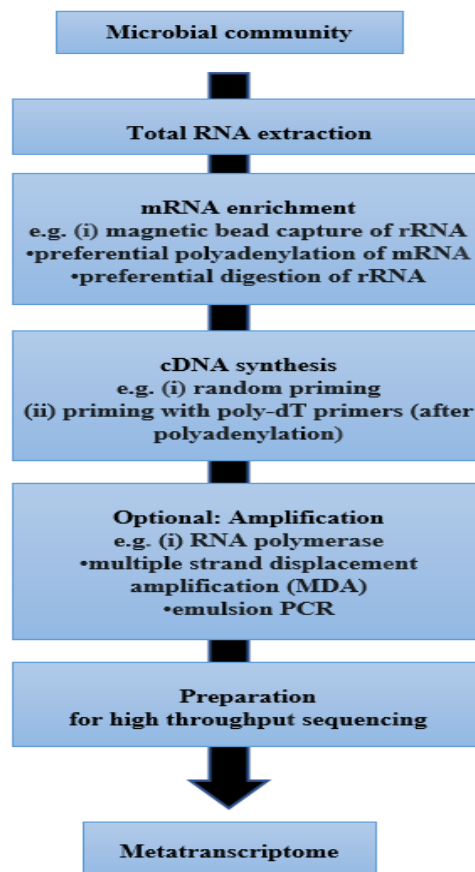 Microbial community
Total RNA extraction
mRNA enrichment
e.g. (i) magnetic bead capture of rRNA
•preferential polyadenylation of mRNA
•preferential digestion of rRNA
cDNA synthesis
e.g. (i) random priming
(ii) priming with poly-dT primers (after
polyadenylation)
Optional: Amplification
e.g. (i) RNA polymerase
•multiple strand displacement
amplification (MDA)
•emulsion PCR
Preparation
for high throughput sequencing
Metatranscriptome